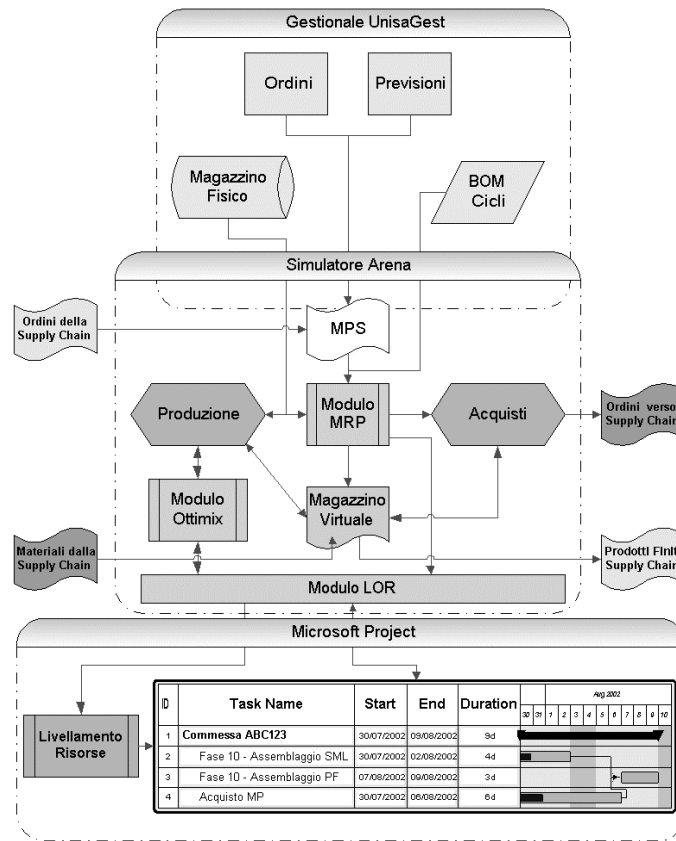 Gestionale UnisaGest
Ordini
Previsioni
Magazzino
Fisico
BOM
Cicli
Simulatore Arena
Ordini della
Supply Chain
MPS
Produzione
Modulo
MRP
Acquisti
Ordini verso
Supply Chain
Modulo
Ottimix
Magazzino
Virtuale
Materiali dalla
Supply Chain
Prodotti Finit
Supply Chain
Modulo LOR
Microsoft Project
Livellamento
Risorse
ID Task Name Start End Duration
Aug 2002
30 31 1 2 3 4 5 6 7 8 9 10
1 Commessa ABC123 30/07/2002 09/08/2002 9d
2 Fase 10 - Assemblaggio SML 30/07/2002 02/08/2002 4d
3 Fase 10 - Assemblaggio PF 07/08/2002 09/08/2002 3d
4 Acquisto MP 30/07/2002 06/08/2002 6d